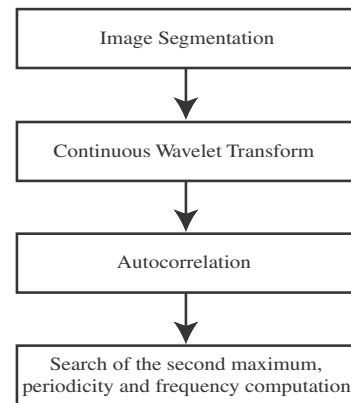 Image Segmentation
Continuous Wavelet Transform
Autocorrelation
Search of the second maximum,
periodicity and frequency computation